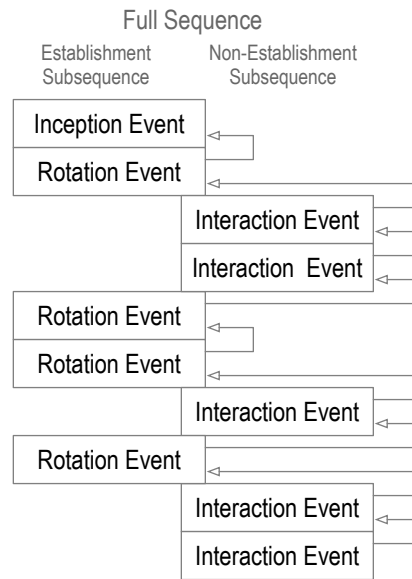 Full Sequence
Establishment Subsequence
Non-Establishment Subsequence
Inception Event
Rotation Event
Interaction Event
Interaction Event
Rotation Event
Rotation Event
Interaction Event
Rotation Event
Interaction Event
Interaction Event